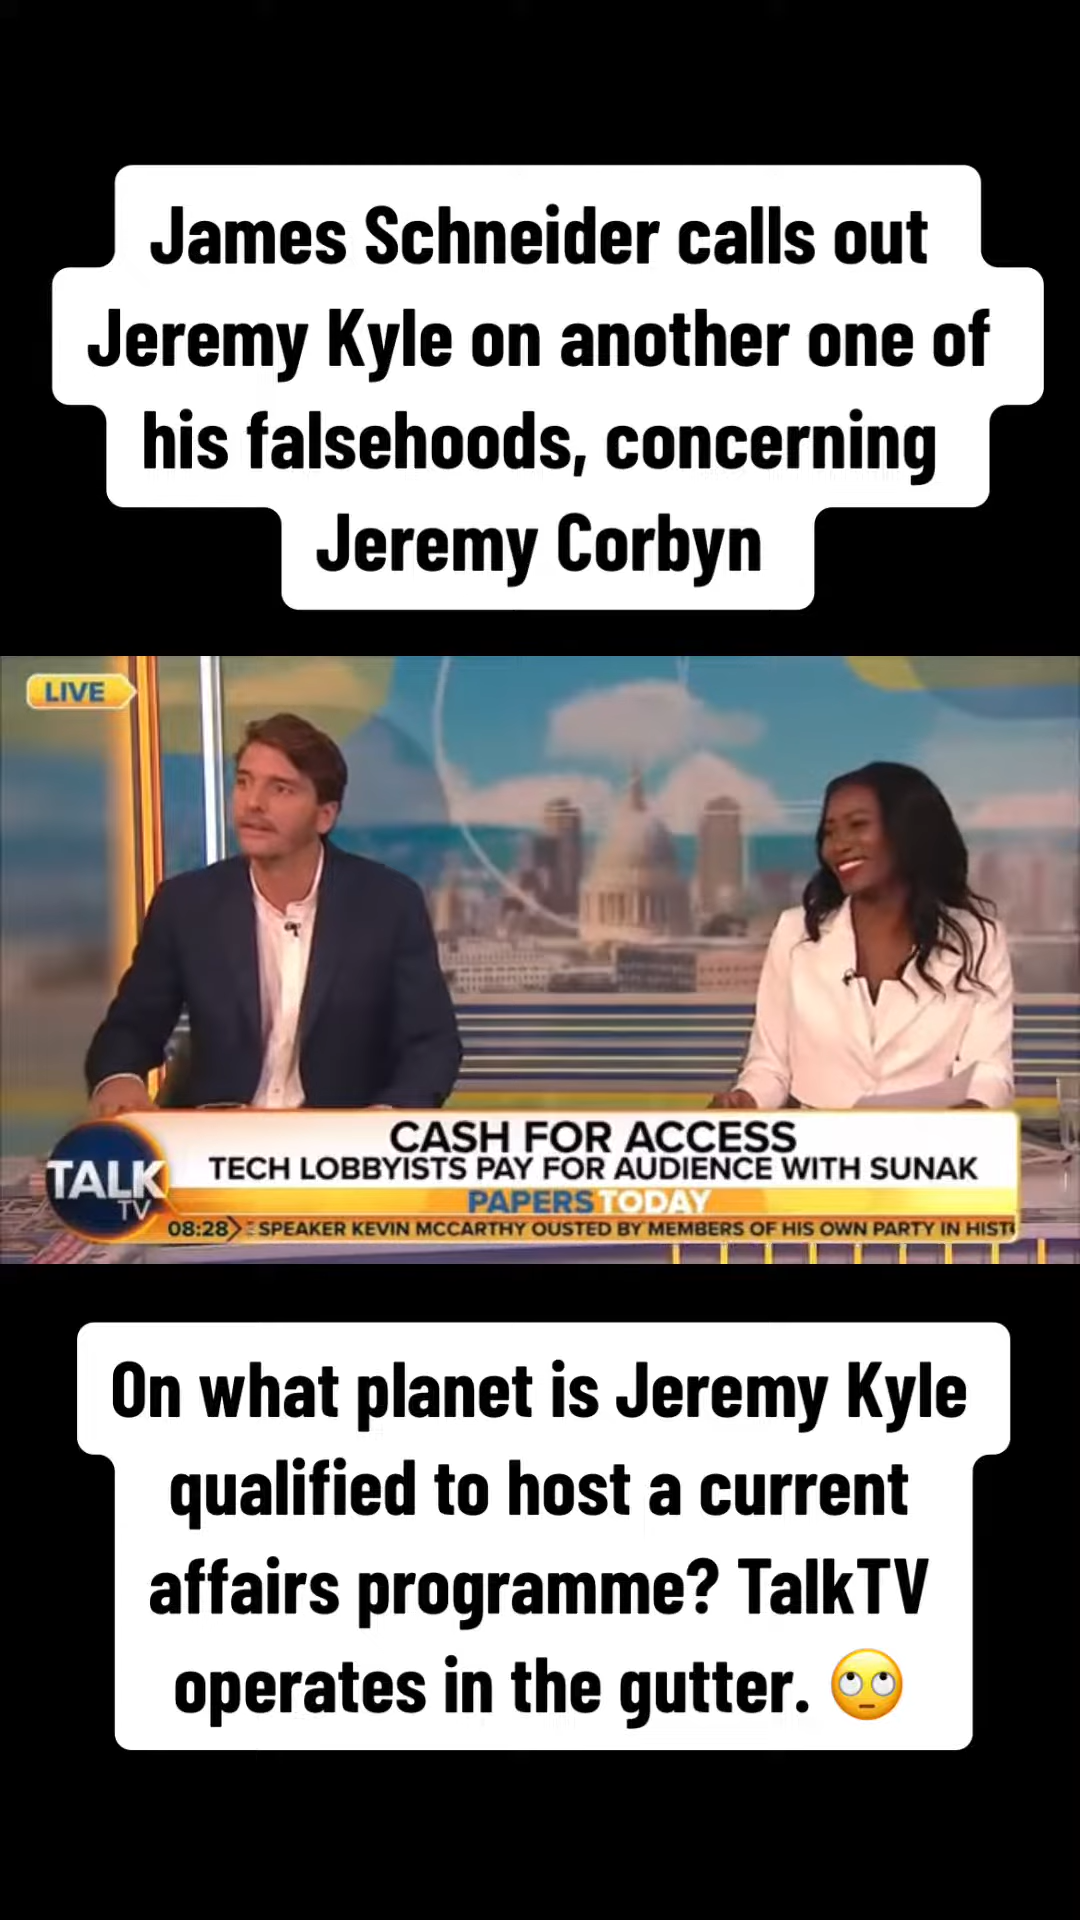 James Schneider calls out
Jeremy Kyle on another one of
his falsehoods, concerning
Jeremy Corbyn
LIVE
CASH FOR ACCESS
TECH LOBBYISTS PAY FOR AUDIENCE WITH SUNAK
TALK
TV
PAPERS TODAY
08:28 SPEAKER KEVIN MCCARTHY OUSTED BY MEMBERS OF HIS OWN PARTY IN HIST
On what planet is Jeremy Kyle
qualified to host a current
affairs programme? TalkTV
operates in the gutter. 🙄